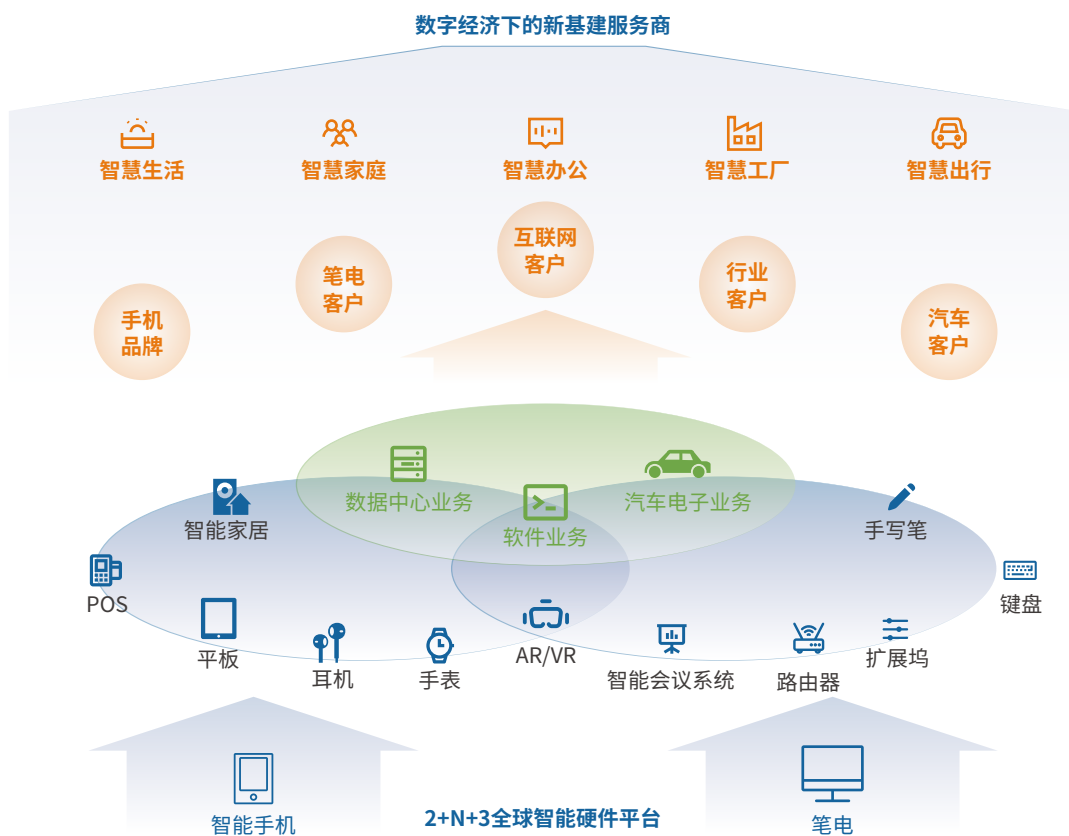 数字经济下的新基建服务商
智慧生活
智慧家庭
智慧办公
智慧工厂
智慧出行
手机
品牌
笔电
客户
互联网
客户
行业
客户
汽车
客户
数据中心业务
汽车电子业务
软件业务
智能家居
手写笔
POS
键盘
平板
耳机
手表
AR/VR
智能会议系统
路由器
扩展坞
智能手机
2+N+3全球智能硬件平台
笔电